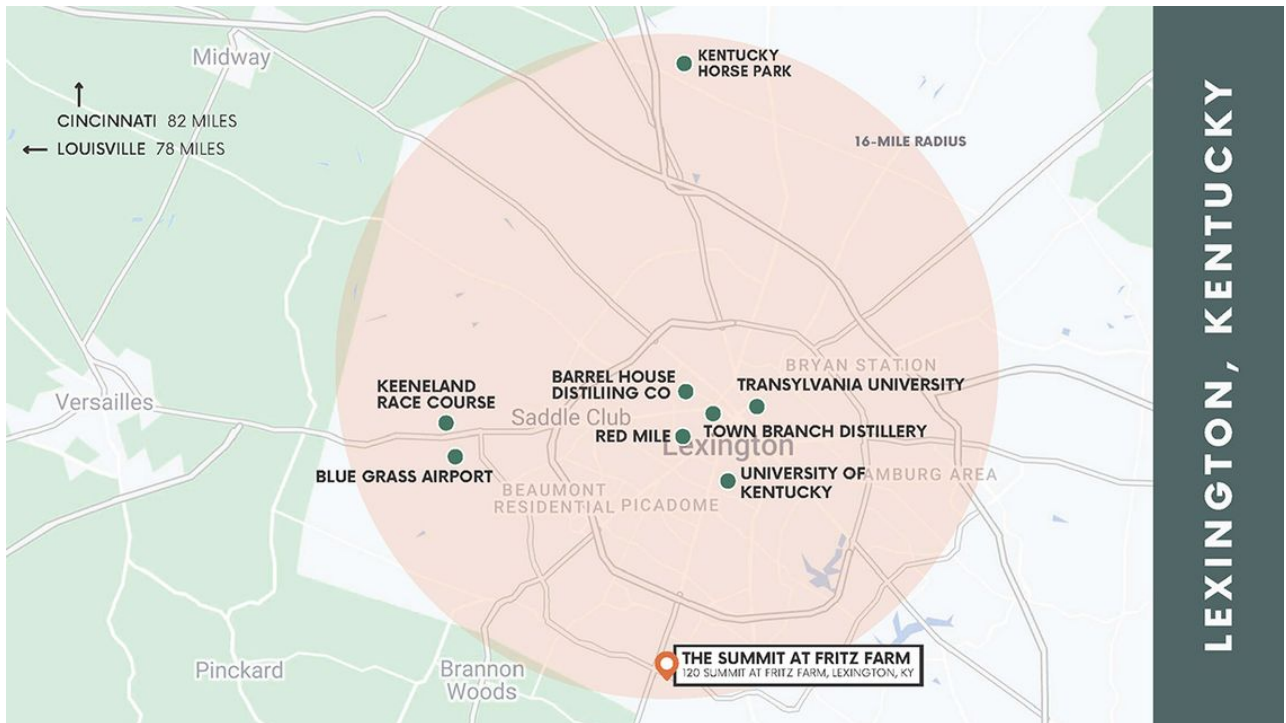 Midway
KENTUCKY
HORSE PARK
CINCINNATI 82 MILES
LOUISVILLE 78 MILES
16-MILE RADIUS
BRYAN STATION
KEENELAND
RACE COURSE
BARREL HOUSE
DISTILIING CO
TRANSYLVANIA UNIVERSITY
Versailles
Saddle Club
RED MILE
TOWN BRANCH DISTILLERY
Lexington
BLUE GRASS AIRPORT
UNIVERSITY OF
KENTUCKY
AMBURG AREA
BEAUMONT
RESIDENTIAL
PICADOME
THE SUMMIT AT FRITZ FARM
120 SUMMIT AT FRITZ FARM, LEXINGTON, KY
Pinckard
Brannon
Woods
LEXINGTON, KENTUCKY